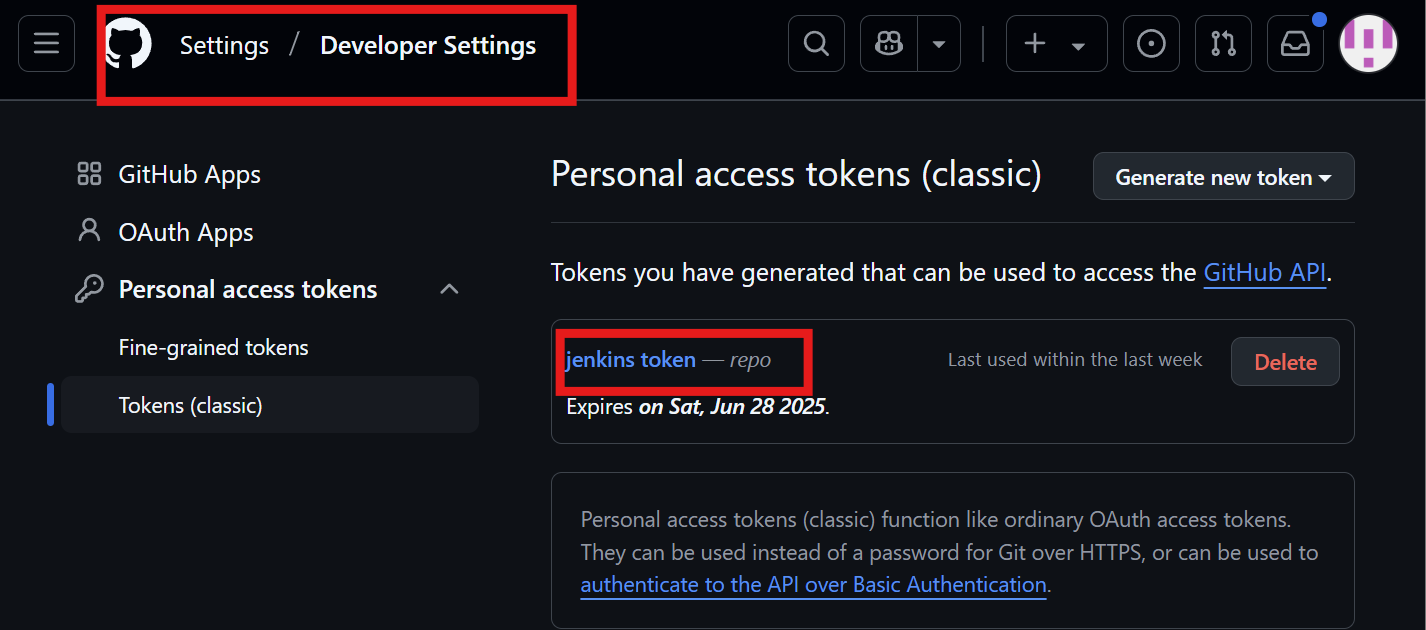 Settings / Developer Settings
GitHub Apps
OAuth Apps
Personal access tokens
Fine-grained tokens
Tokens (classic)
Personal access tokens (classic)
Generate new token
Tokens you have generated that can be used to access the GitHub API.
jenkins token — repo
Last used within the last week
Delete
Expires on Sat, Jun 28 2025.
Personal access tokens (classic) function like ordinary OAuth access tokens.
They can be used instead of a password for Git over HTTPS, or can be used to
authenticate to the API over Basic Authentication.